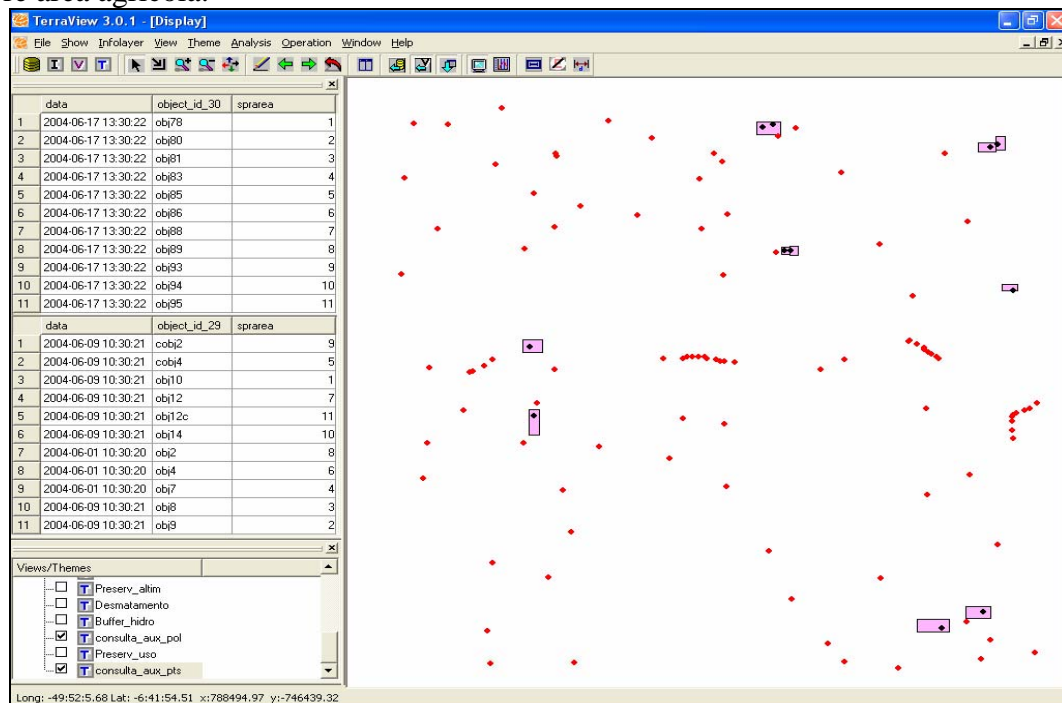 de área agrícola.
TerraView 3.0.1 - [Display]
File Show Infolayer View Theme Analysis Operation Window Help
I V T
data object_id_30 sprarea
1 2004-06-17 13:30:22 obj78 1
2 2004-06-17 13:30:22 obj80 2
3 2004-06-17 13:30:22 obj81 3
4 2004-06-17 13:30:22 obj83 4
5 2004-06-17 13:30:22 obj85 5
6 2004-06-17 13:30:22 obj86 6
7 2004-06-17 13:30:22 obj88 7
8 2004-06-17 13:30:22 obj89 8
9 2004-06-17 13:30:22 obj93 9
10 2004-06-17 13:30:22 obj94 10
11 2004-06-17 13:30:22 obj95 11
data object_id_29 sprarea
1 2004-06-09 10:30:21 cobj2 9
2 2004-06-09 10:30:21 cobj4 5
3 2004-06-09 10:30:21 obj10 1
4 2004-06-09 10:30:21 obj12 7
5 2004-06-09 10:30:21 obj12c 11
6 2004-06-09 10:30:21 obj14 10
7 2004-06-01 10:30:20 obj2 8
8 2004-06-01 10:30:20 obj4 6
9 2004-06-01 10:30:20 obj7 4
10 2004-06-09 10:30:21 obj8 3
11 2004-06-09 10:30:21 obj9 2
Views/Themes
T Preserv_altim
T Desmatamento
T Buffer_hidro
T consulta_aux_pol
T Preserv_uso
T consulta_aux_pts
Long: -49:52:5.68 Lat: -6:41:54.51 x:788494.97 y:-746439.32